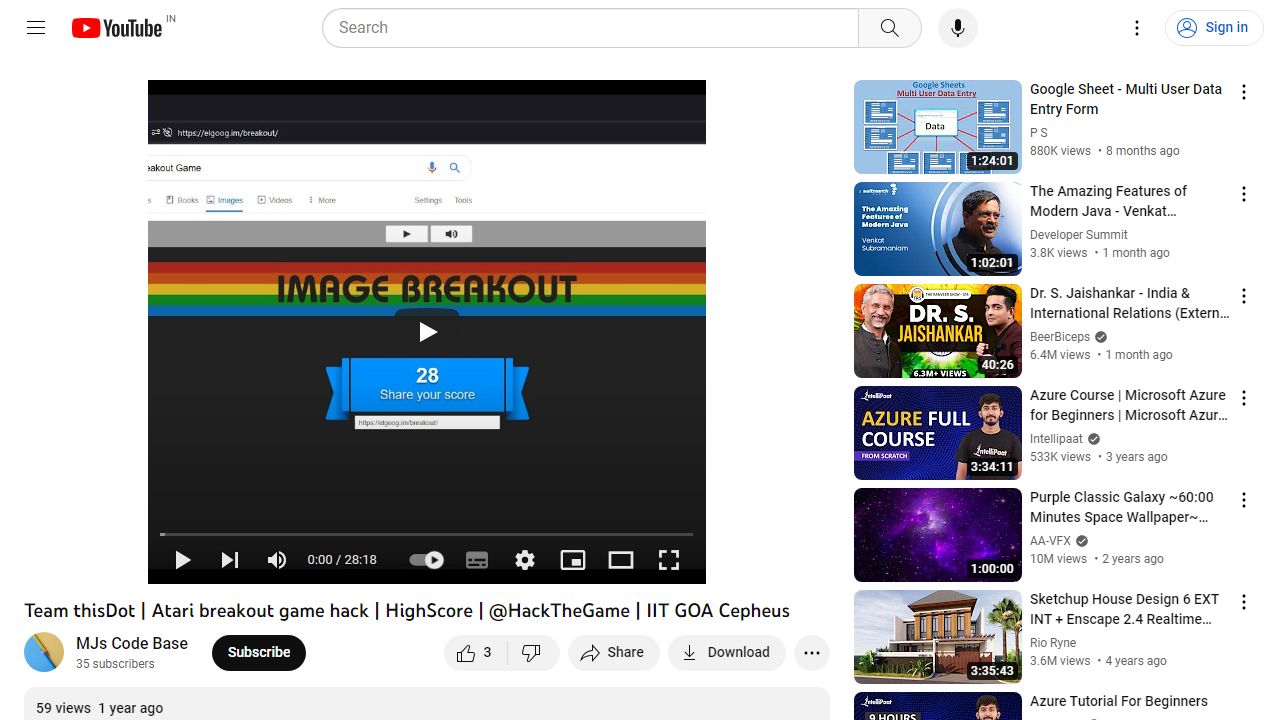 YouTube IN
Search
Sign in
https://elgoog.im/breakout/
eakout Game
s Books Images Videos More Settings Tools
IMAGE BREAKOUT
28
Share your score
https://elgoog.im/breakout/
0:00 / 28:18
Team thisDot | Atari breakout game hack | HighScore | @HackTheGame | IIT GOA Cepheus
MJs Code Base
35 subscribers
Subscribe
3
Share
Download
59 views 1 year ago
Google Sheets
Multi User Data Entry
Data
1:24:01
Google Sheet - Multi User Data
Entry Form
P S
880K views • 8 months ago
saltmarch
The Amazing
Features of
Modern Java
Venkat
Subramaniam
1:02:01
The Amazing Features of
Modern Java - Venkat…
Developer Summit
3.8K views • 1 month ago
THE RANVEER SHOW
DR. S.
JAISHANKAR
6.3M+ VIEWS
40:26
Dr. S. Jaishankar - India &
International Relations (Extern…
BeerBiceps
6.4M views • 1 month ago
IntelliPaat
AZURE FULL
COURSE
FROM SCRATCH
IntelliPaat
3:34:11
Azure Course | Microsoft Azure
for Beginners | Microsoft Azur…
Intellipaat
533K views • 3 years ago
1:00:00
Purple Classic Galaxy ~60:00
Minutes Space Wallpaper~…
AA-VFX
10M views • 2 years ago
3:35:43
Sketchup House Design 6 EXT
INT + Enscape 2.4 Realtime…
Rio Ryne
3.6M views • 4 years ago
IntelliPaat
9 HOURS
Azure Tutorial For Beginners